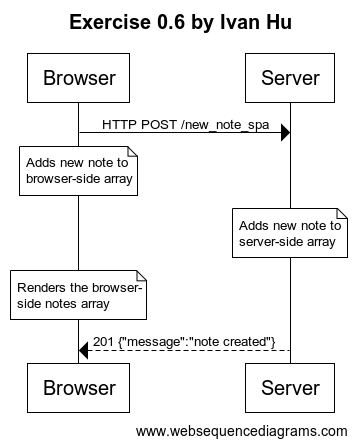 Exercise 0.6 by Ivan Hu
Browser
Server
HTTP POST /new_note_spa
Adds new note to
browser-side array
Adds new note to
server-side array
Renders the browser-
side notes array
201 {"message":"note created"}
Browser
Server
www.websequencediagrams.com